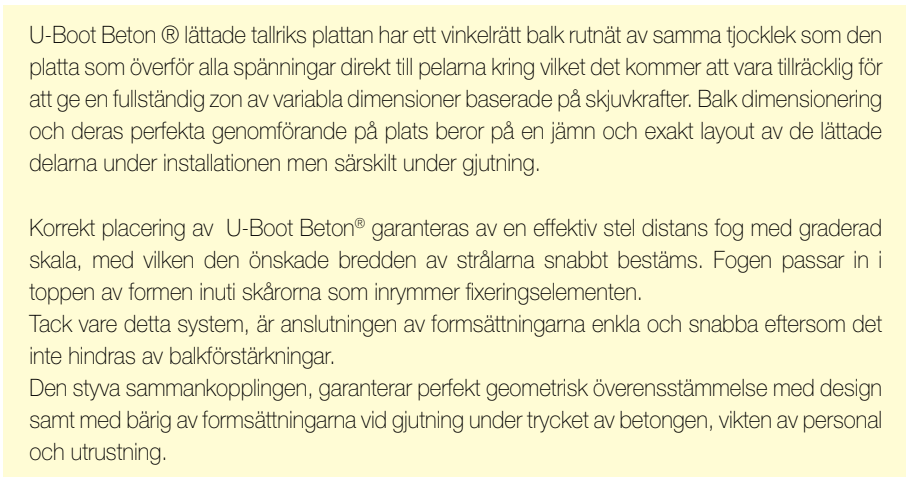 U-Boot Beton ® lättade tallriks plattan har ett vinkelrätt balk rutnät av samma tjocklek som den
platta som överför alla spänningar direkt till pelarna kring vilket det kommer att vara tillräcklig för
att ge en fullständig zon av variabla dimensioner baserade på skjuvkrafter. Balk dimensionering
och deras perfekta genomförande på plats beror på en jämn och exakt layout av de lättade
delarna under installationen men särskilt under gjutning.

Korrekt placering av U-Boot Beton® garanteras av en effektiv stel distans fog med graderad
skala, med vilken den önskade bredden av strålarna snabbt bestäms. Fogen passar in i
toppen av formen inuti skårorna som inrymmer fixeringselementen.
Tack vare detta system, är anslutningen av formsättningarna enkla och snabba eftersom det
inte hindras av balkförstärkningar.
Den styva sammankopplingen, garanterar perfekt geometrisk överensstämmelse med design
samt med bärig av formsättningarna vid gjutning under trycket av betongen, vikten av personal
och utrustning.